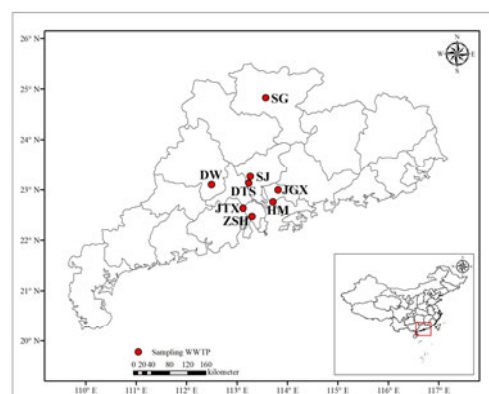 26° N
N
W
E
S
25° N
SG
24° N
DW
SJ
23° N
DTS
JGX
JTX
HM
ZSH
22° N
21° N
20° N
Sampling WWTP
0 20 40 80 120 160
kilometer
110° E 111° E 112° E 113° E 114° E 115° E 116° E 117° E